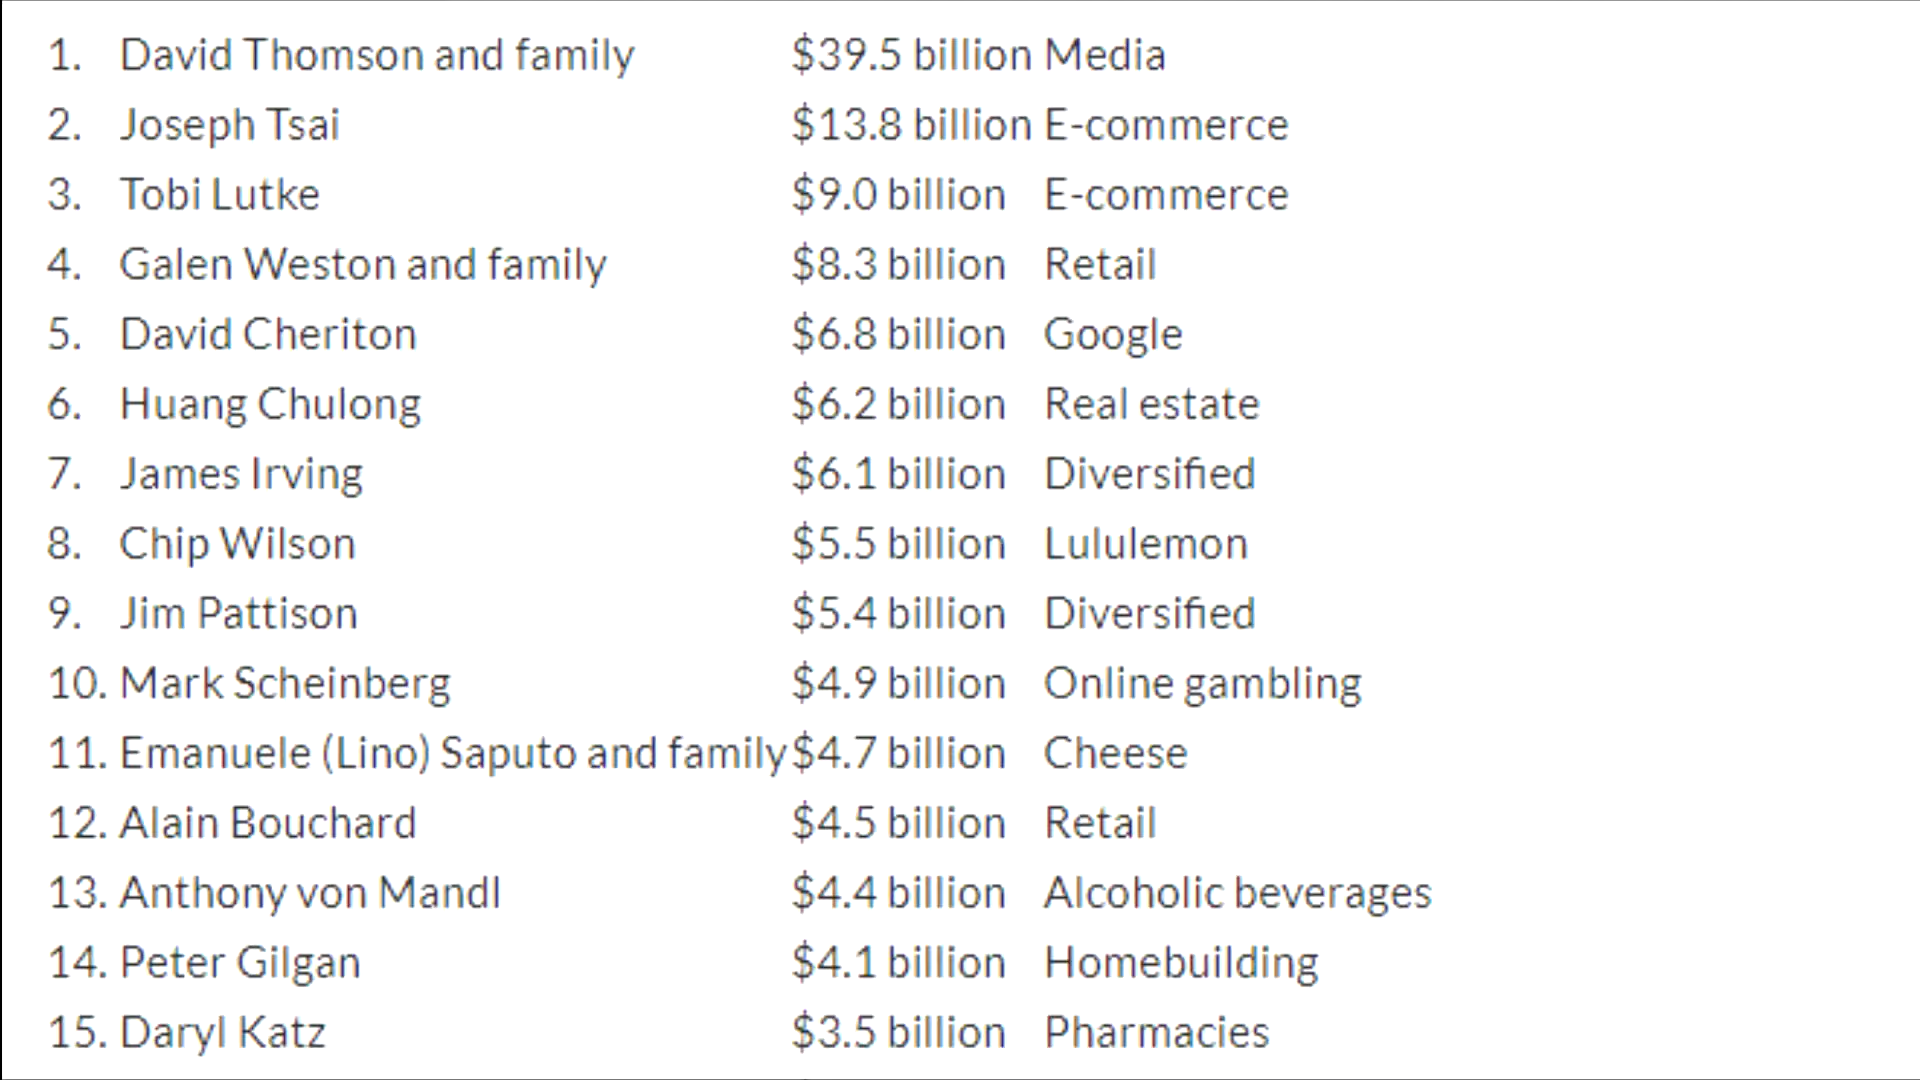 1. David Thomson and family $39.5 billion Media
2. Joseph Tsai $13.8 billion E-commerce
3. Tobi Lutke $9.0 billion E-commerce
4. Galen Weston and family $8.3 billion Retail
5. David Cheriton $6.8 billion Google
6. Huang Chulong $6.2 billion Real estate
7. James Irving $6.1 billion Diversified
8. Chip Wilson $5.5 billion Lululemon
9. Jim Pattison $5.4 billion Diversified
10. Mark Scheinberg $4.9 billion Online gambling
11. Emanuele (Lino) Saputo and family $4.7 billion Cheese
12. Alain Bouchard $4.5 billion Retail
13. Anthony von Mandl $4.4 billion Alcoholic beverages
14. Peter Gilgan $4.1 billion Homebuilding
15. Daryl Katz $3.5 billion Pharmacies